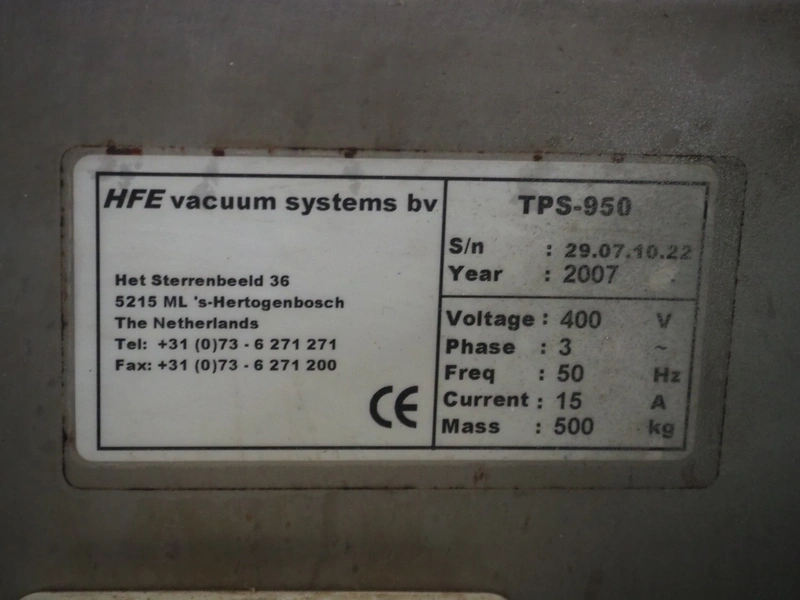 HFE vacuum systems bv
Het Sterrenbeeld 36
5215 ML 's-Hertogenbosch
The Netherlands
Tel: +31 (0)73 - 6 271 271
Fax: +31 (0)73 - 6 271 200
CE
TPS-950
S/n : 29.07.10.22
Year : 2007
Voltage : 400 V
Phase : 3 ~
Freq : 50 Hz
Current : 15 A
Mass : 500 kg